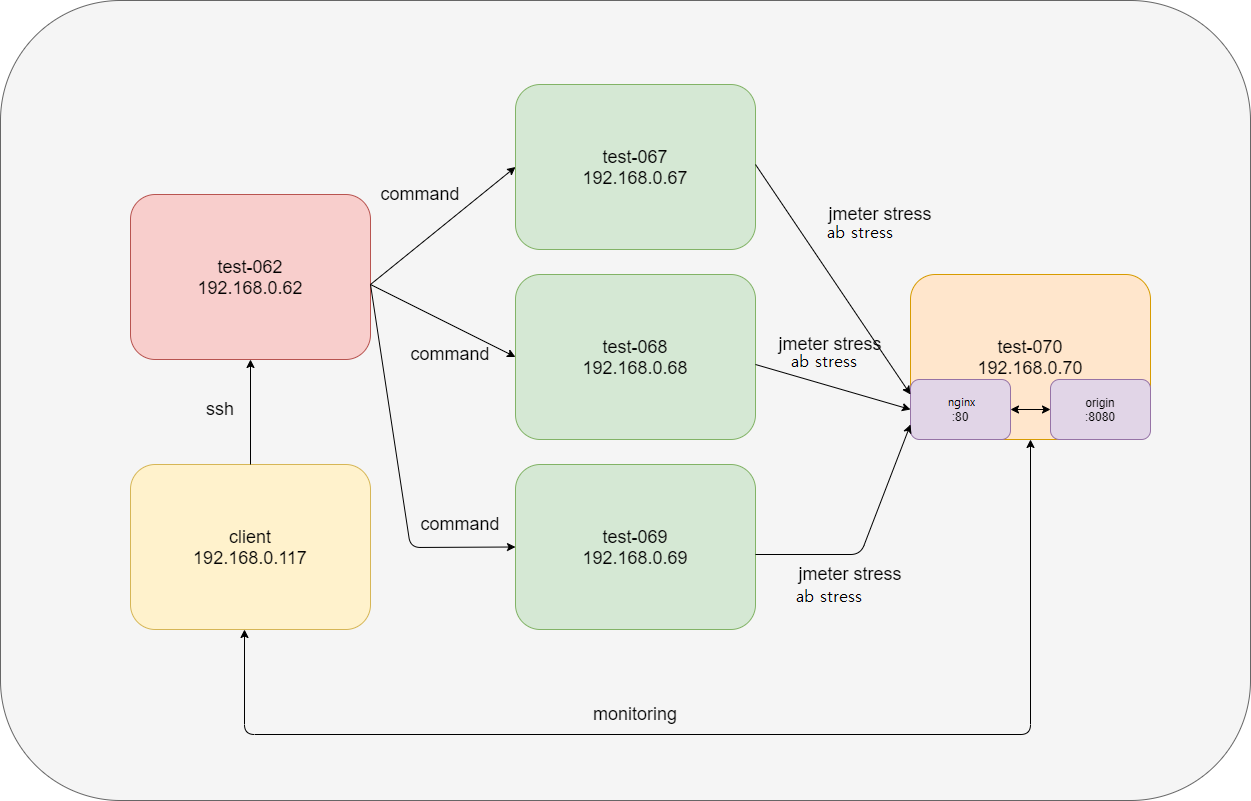 test-067
192.168.0.67
command
jmeter stress
ab stress
test-062
192.168.0.62
test-068
192.168.0.68
command
jmeter stress
ab stress
test-070
192.168.0.70
nginx
:80
origin
:8080
ssh
client
192.168.0.117
command
test-069
192.168.0.69
jmeter stress
ab stress
monitoring